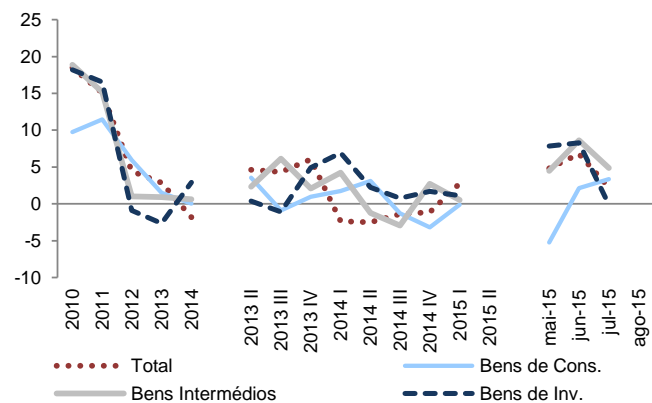 25
20
15
10
5
0
-5
-10
2010
2011
2012
2013
2014
2013 II
2013 III
2013 IV
2014 I
2014 II
2014 III
2014 IV
2015 I
2015 II
mai-15
jun-15
jul-15
ago-15
Total
Bens de Cons.
Bens Intermédios
Bens de Inv.